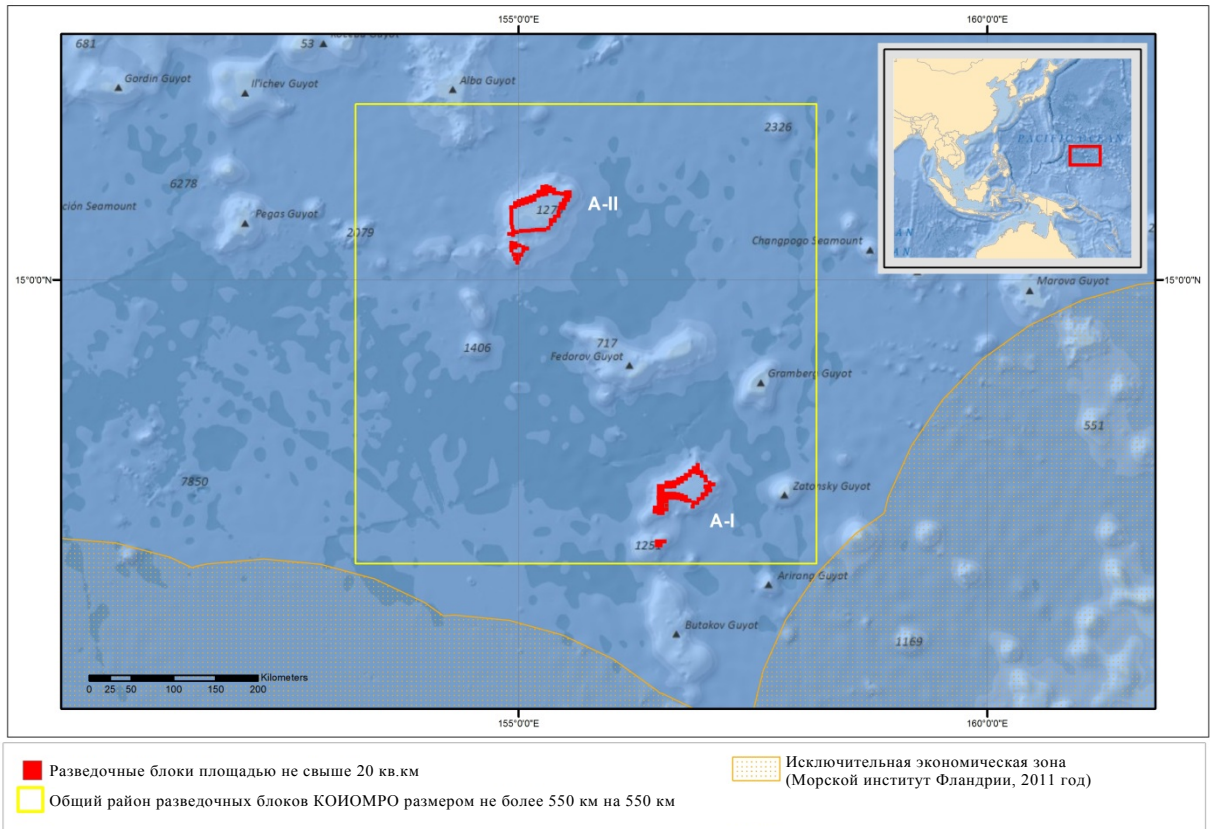 155°0'0"E
160°0'0"E
681
53
Gordin Guyot
Il'ichev Guyot
Alba Guyot
2326
PACIFIC OCEAN
6278
ción Seamount
Pegas Guyot
2079
127
A-II
Changpogo Seamount
AN
AN
15°0'0"N
15°0'0"N
Marova Guyot
1406
717
Fedorov Guyot
Gramberg Guyot
551
7850
Zatonsky Guyot
A-I
125
Arirang Guyot
Butakov Guyot
1169
Kilometers
0 25 50 100 150 200
155°0'0"E
160°0'0"E
Разведочные блоки площадью не свыше 20 кв.км
Общий район разведочных блоков КОИОМРО размером не более 550 км на 550 км
Исключительная экономическая зона
(Морской институт Фландрии, 2011 год)